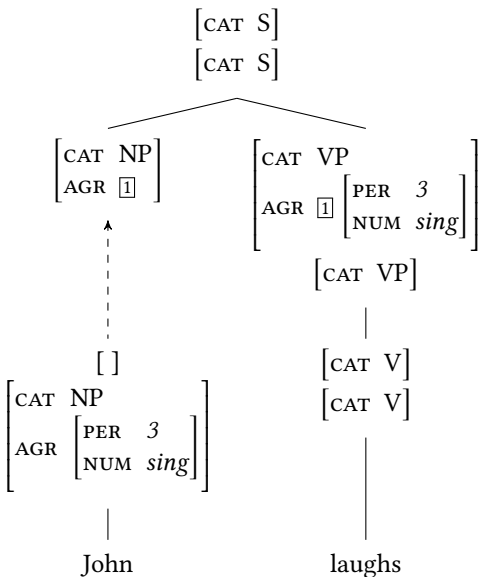 [CAT S]
[CAT S]
[CAT NP
AGR 1]
[CAT VP
AGR 1 [PER 3
NUM sing]]
[CAT VP]
[ ]
[CAT NP
AGR [PER 3
NUM sing]]
[CAT V]
[CAT V]
John laughs